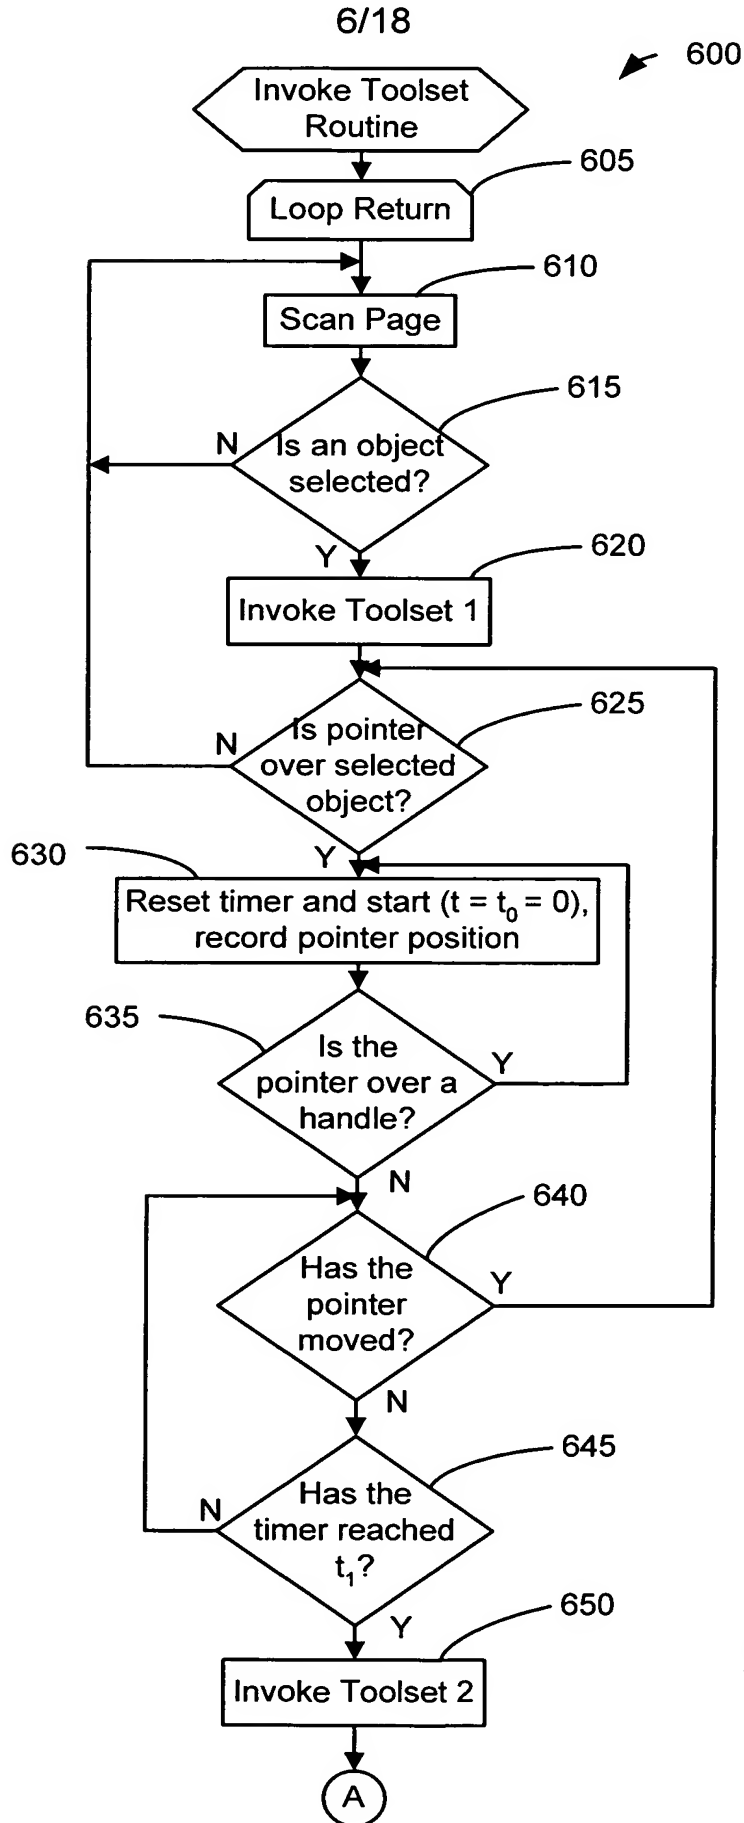 6/18
600
Invoke Toolset
Routine
605
Loop Return
610
Scan Page
615
N
Is an object
selected?
Y
620
Invoke Toolset 1
625
N
Is pointer
over selected
object?
630
Y
Reset timer and start (t = t₀ = 0),
record pointer position
635
Is the
pointer over a
handle?
Y
N
640
Has the
pointer
moved?
Y
N
645
N
Has the
timer reached
t₁?
650
Y
Invoke Toolset 2
A